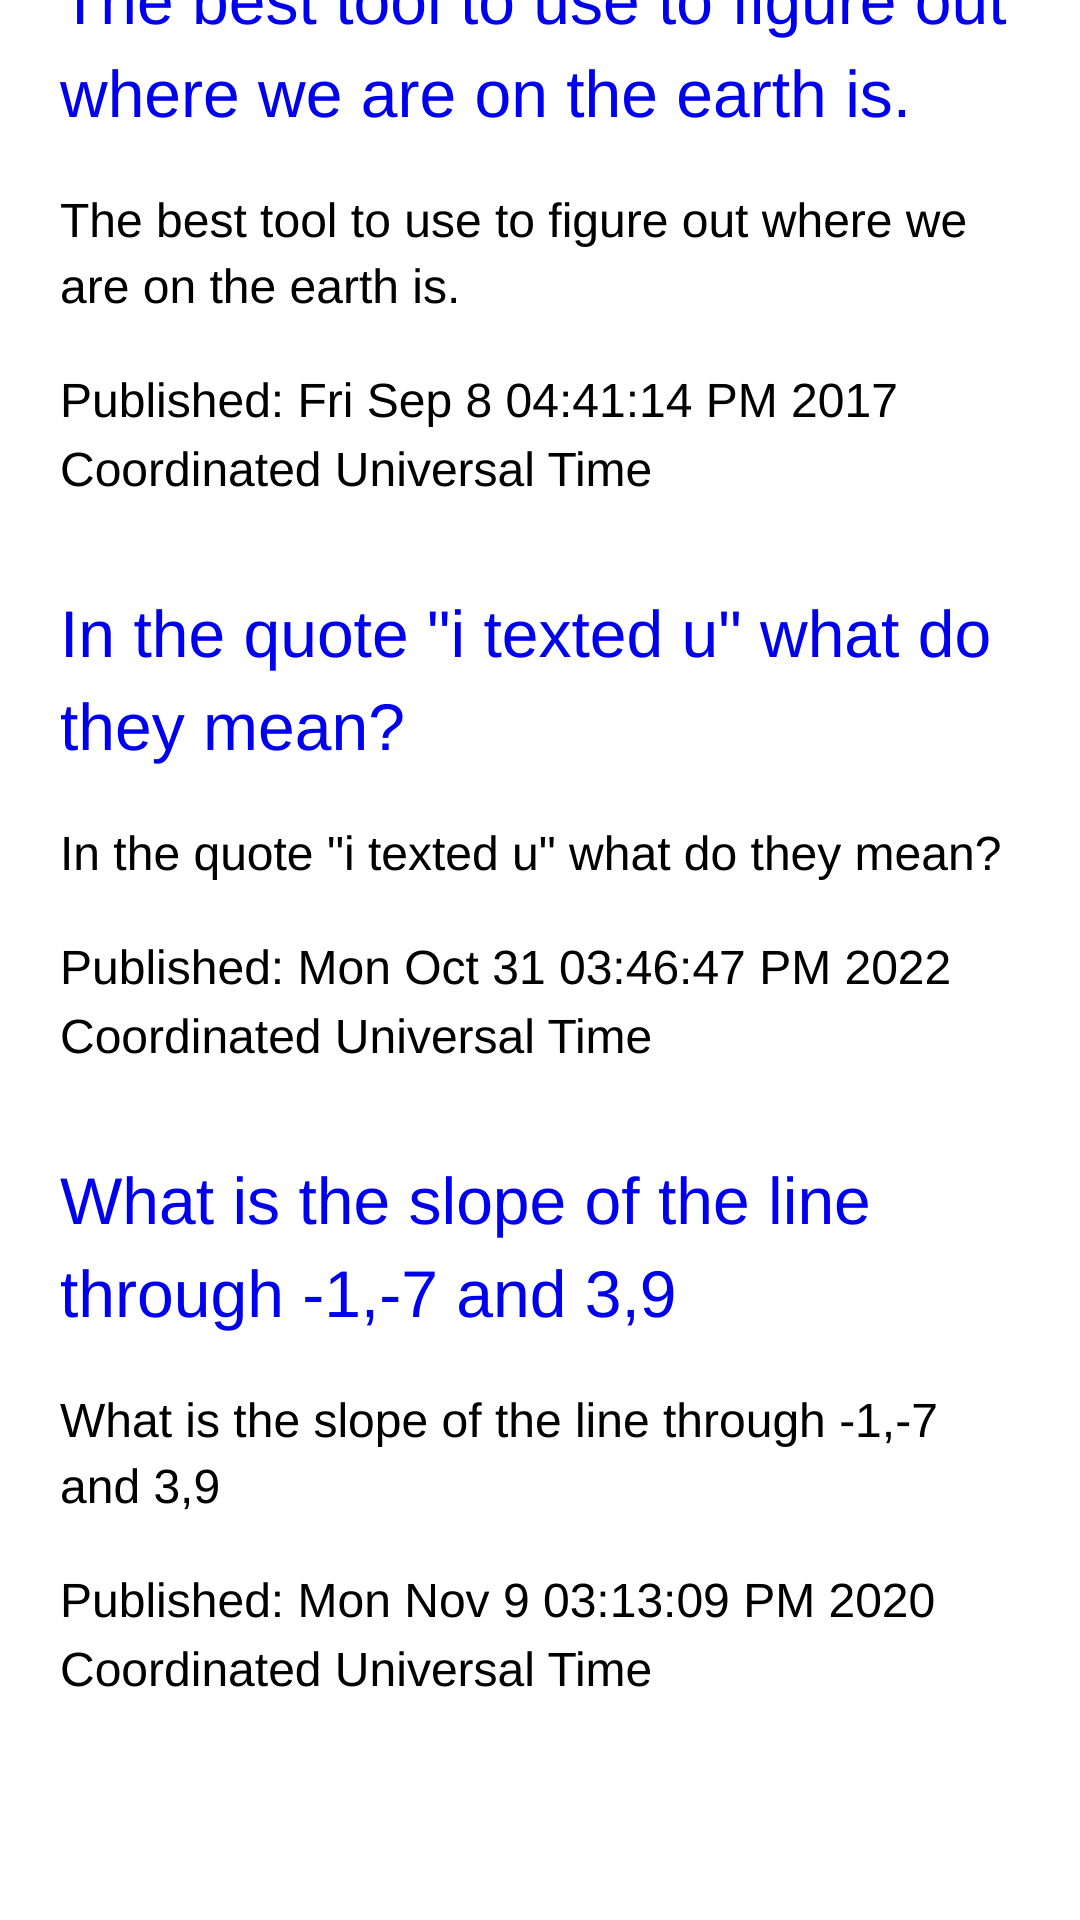 The best tool to use to figure out
where we are on the earth is.
The best tool to use to figure out where we
are on the earth is.
Published: Fri Sep 8 04:41:14 PM 2017
Coordinated Universal Time
In the quote "i texted u" what do
they mean?
In the quote "i texted u" what do they mean?
Published: Mon Oct 31 03:46:47 PM 2022
Coordinated Universal Time
What is the slope of the line
through -1,-7 and 3,9
What is the slope of the line through -1,-7
and 3,9
Published: Mon Nov 9 03:13:09 PM 2020
Coordinated Universal Time